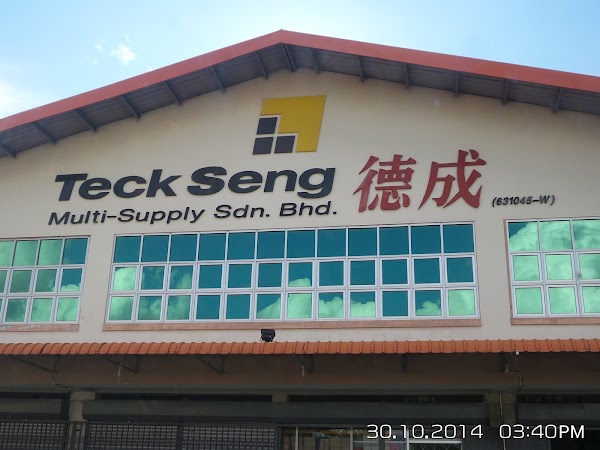 Teck Seng 德成
Multi-Supply Sdn. Bhd. (631045-W)
30.10.2014 03:40PM